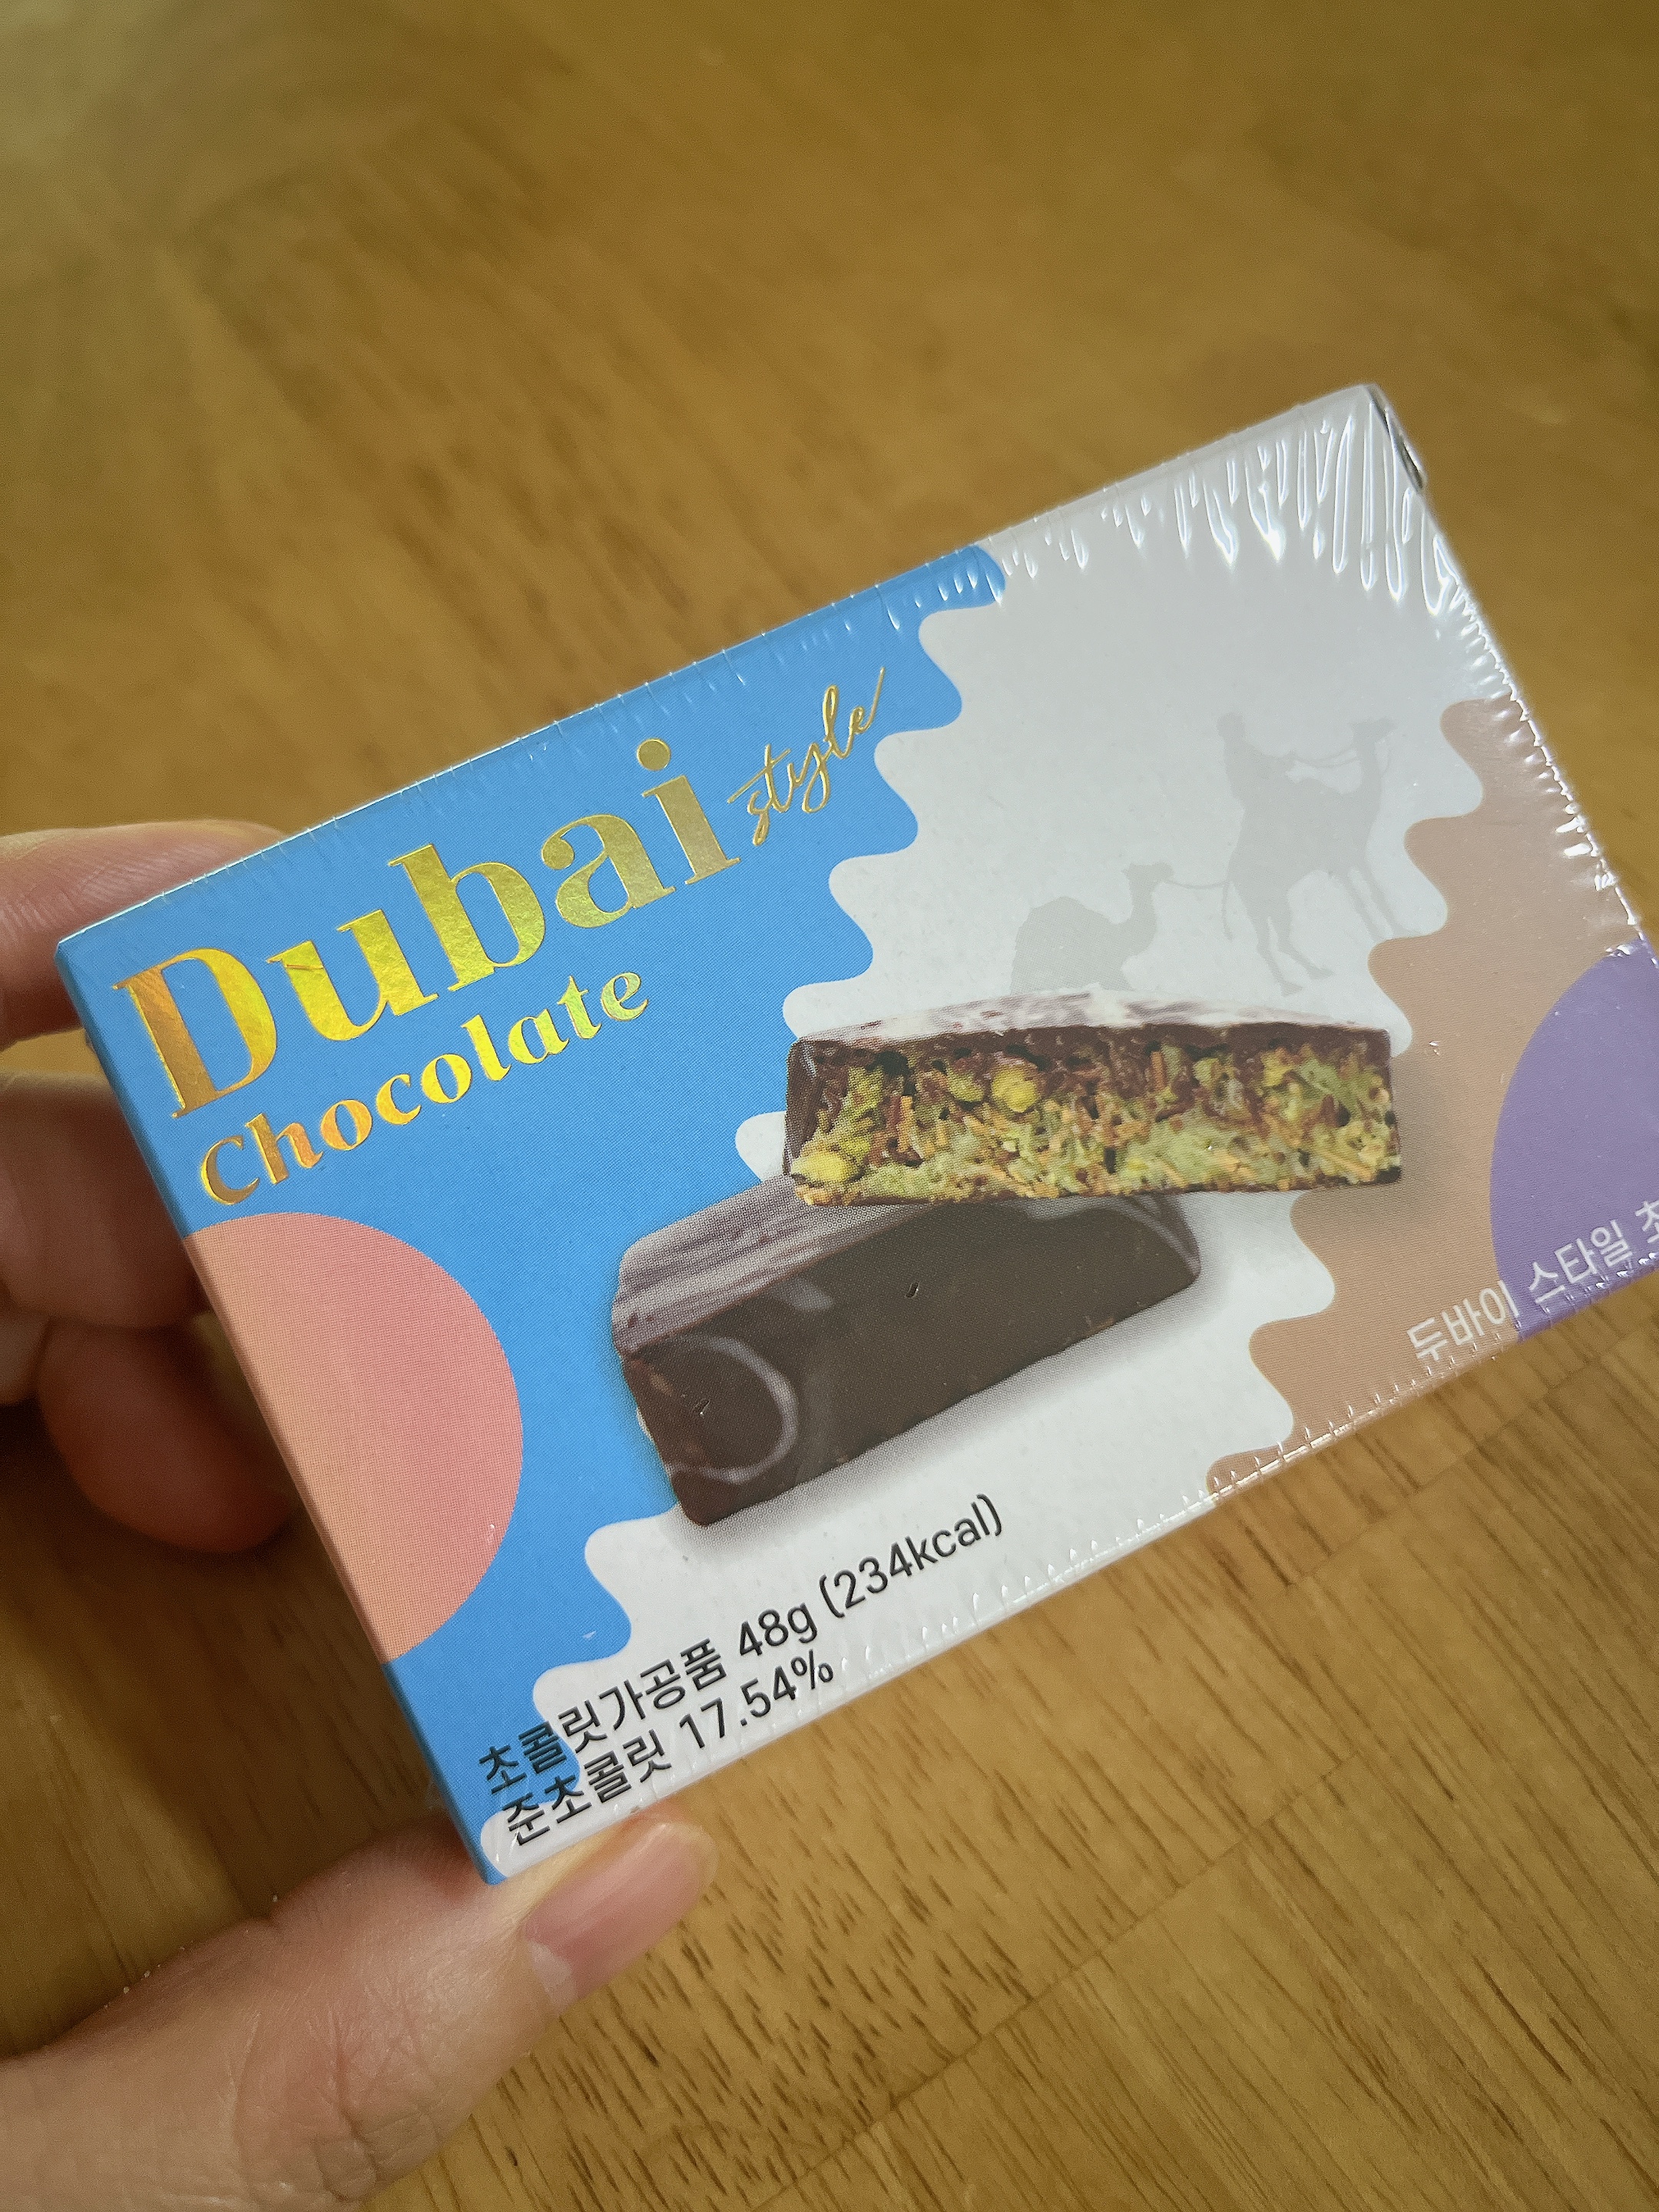 Dubai style
Chocolate
두바이 스타일
초콜릿가공품 48g (234kcal)
준초콜릿 17.54%